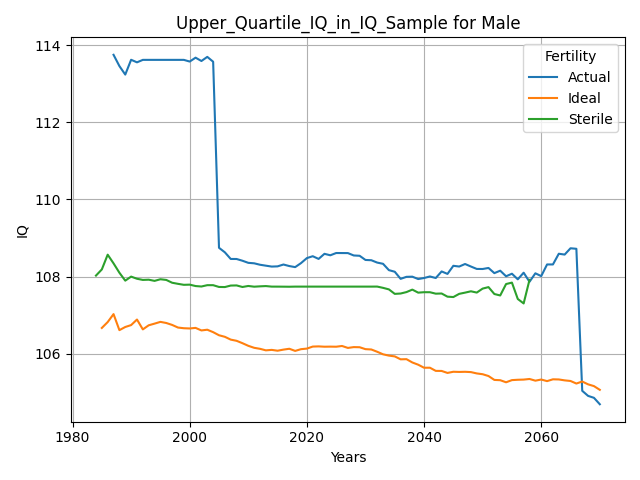 Upper_Quartile_IQ_in_IQ_Sample for Male
Fertility
Actual
Ideal
Sterile
IQ
114
112
110
108
106
1980
2000
2020
2040
2060
Years